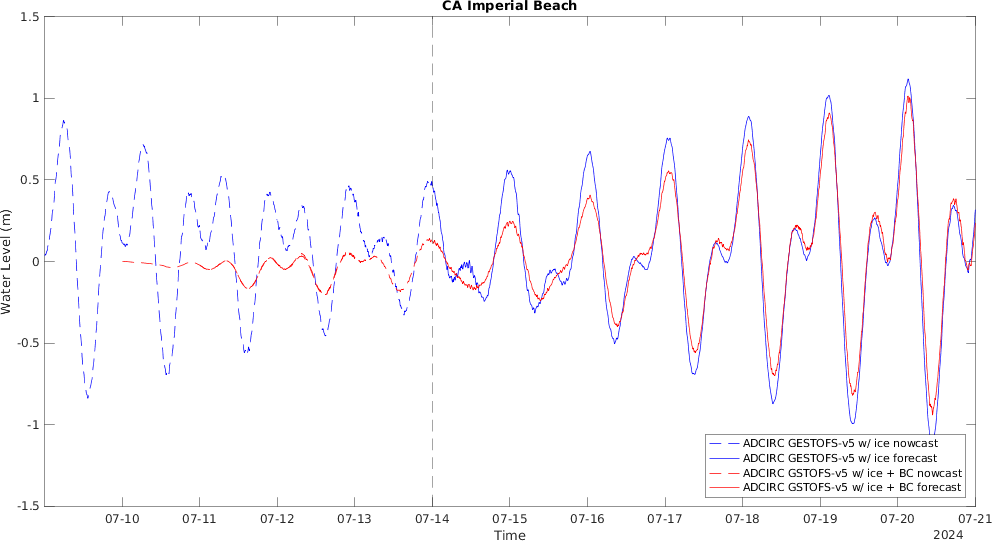 CA Imperial Beach
1.5
1
0.5
0
-0.5
-1
-1.5
Water Level (m)
ADCIRC GESTOFS-v5 w/ ice nowcast
ADCIRC GESTOFS-v5 w/ ice forecast
ADCIRC GSTOFS-v5 w/ ice + BC nowcast
ADCIRC GSTOFS-v5 w/ ice + BC forecast
07-10 07-11 07-12 07-13 07-14 07-15 07-16 07-17 07-18 07-19 07-20 07-21
Time
2024